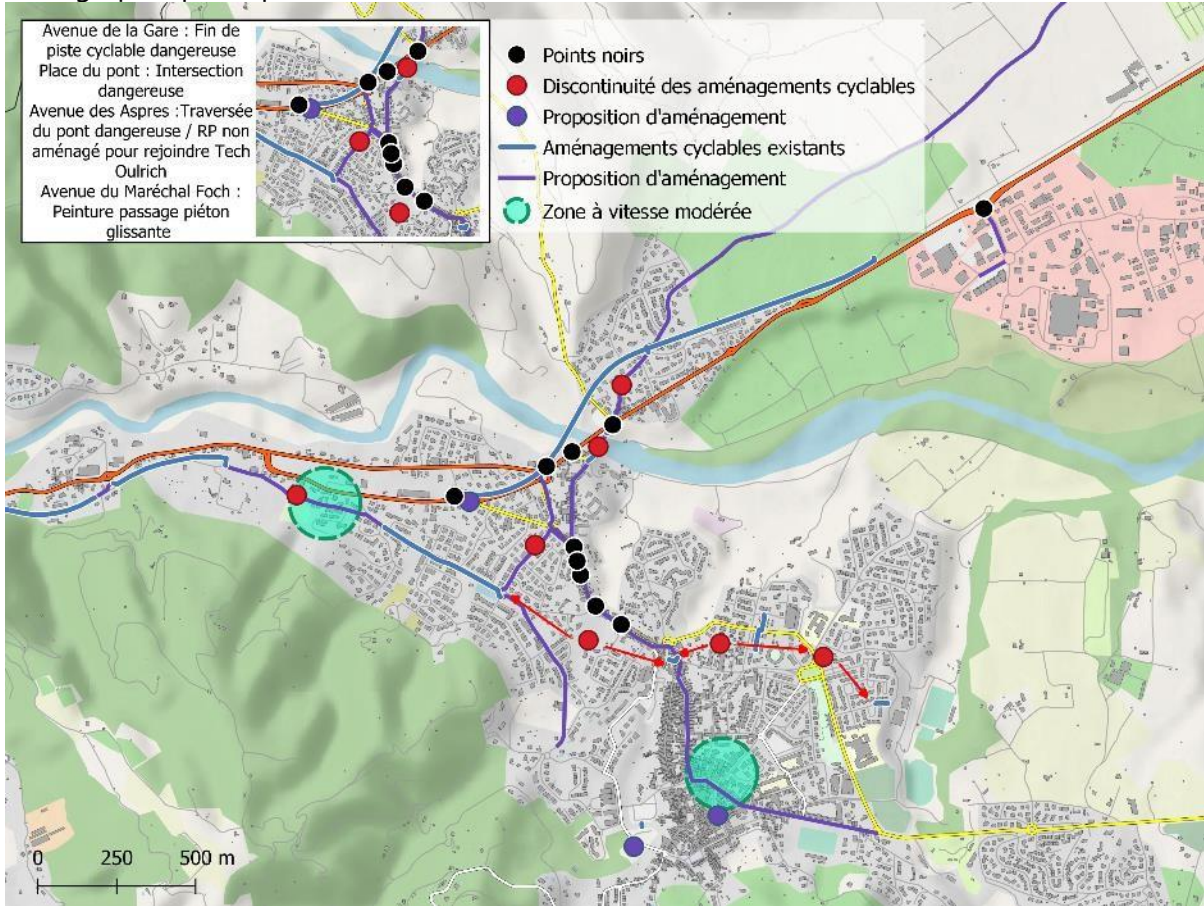 Avenue de la Gare : Fin de
piste cyclable dangereuse
Place du pont : Intersection
dangereuse
Avenue des Aspres :Traversée
du pont dangereuse / RP non
aménagé pour rejoindre Tech
Oulrich
Avenue du Maréchal Foch :
Peinture passage piéton
glissante
Points noirs
Discontinuité des aménagements cyclables
Proposition d'aménagement
Aménagements cyclables existants
Proposition d'aménagement
Zone à vitesse modérée
0 250 500 m